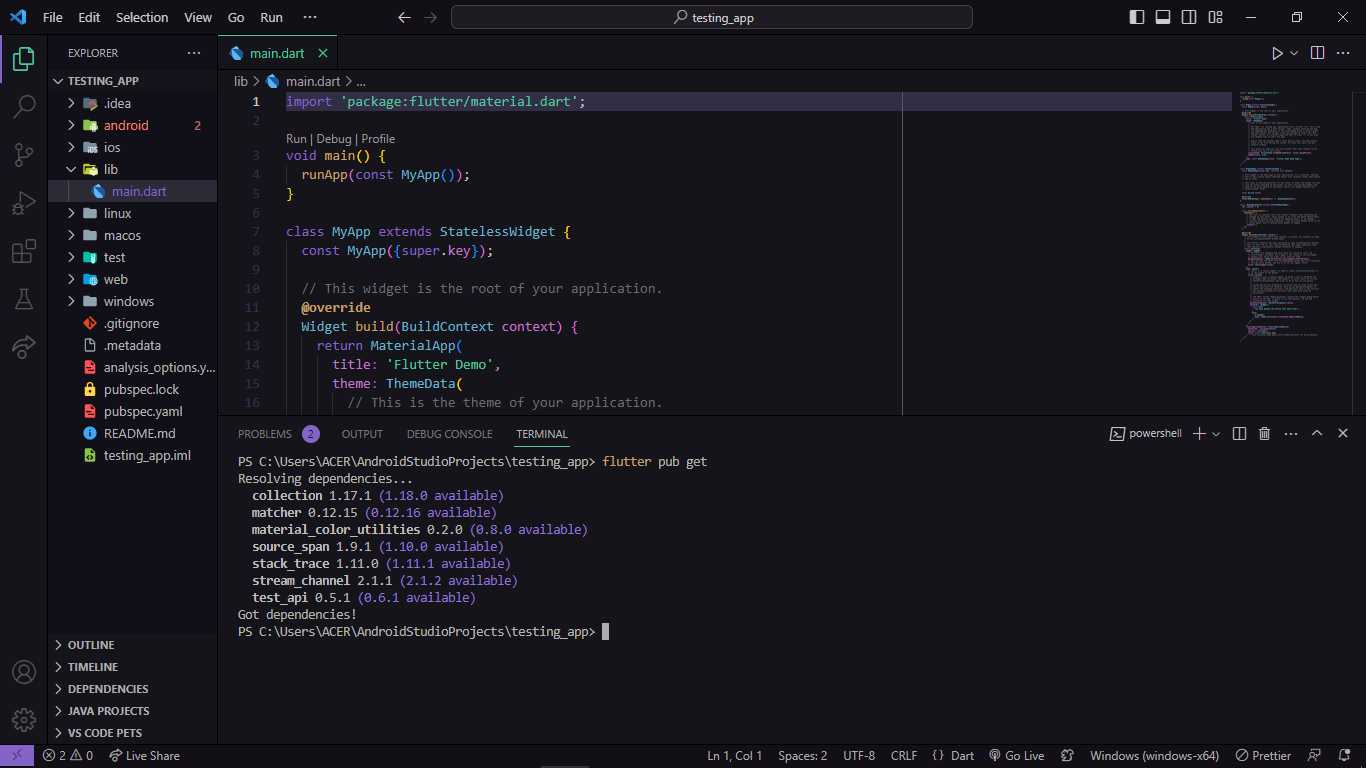 File Edit Selection View Go Run ··· testing_app
EXPLORER ···
TESTING_APP
.idea
android 2
ios
lib
main.dart
linux
macos
test
web
windows
.gitignore
.metadata
analysis_options.y...
pubspec.lock
pubspec.yaml
README.md
testing_app.iml
OUTLINE
TIMELINE
DEPENDENCIES
JAVA PROJECTS
VS CODE PETS
main.dart
lib > main.dart > ...
1 import 'package:flutter/material.dart';
2
Run | Debug | Profile
3 void main() {
4 runApp(const MyApp());
5 }
6
7 class MyApp extends StatelessWidget {
8 const MyApp({super.key});
9
10 // This widget is the root of your application.
11 @override
12 Widget build(BuildContext context) {
13 return MaterialApp(
14 title: 'Flutter Demo',
15 theme: ThemeData(
16 // This is the theme of your application.
PROBLEMS 2 OUTPUT DEBUG CONSOLE TERMINAL powershell
PS C:\Users\ACER\AndroidStudioProjects\testing_app> flutter pub get
Resolving dependencies...
collection 1.17.1 (1.18.0 available)
matcher 0.12.15 (0.12.16 available)
material_color_utilities 0.2.0 (0.8.0 available)
source_span 1.9.1 (1.10.0 available)
stack_trace 1.11.0 (1.11.1 available)
stream_channel 2.1.1 (2.1.2 available)
test_api 0.5.1 (0.6.1 available)
Got dependencies!
PS C:\Users\ACER\AndroidStudioProjects\testing_app>
2 0 Live Share Ln 1, Col 1 Spaces: 2 UTF-8 CRLF { } Dart Go Live Windows (windows-x64) Prettier